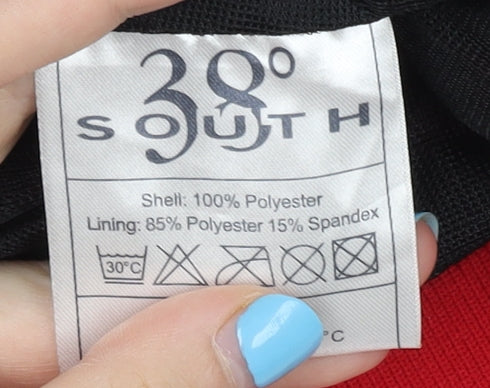 38°
SOUTH
Shell: 100% Polyester
Lining: 85% Polyester 15% Spandex
30°C
°C